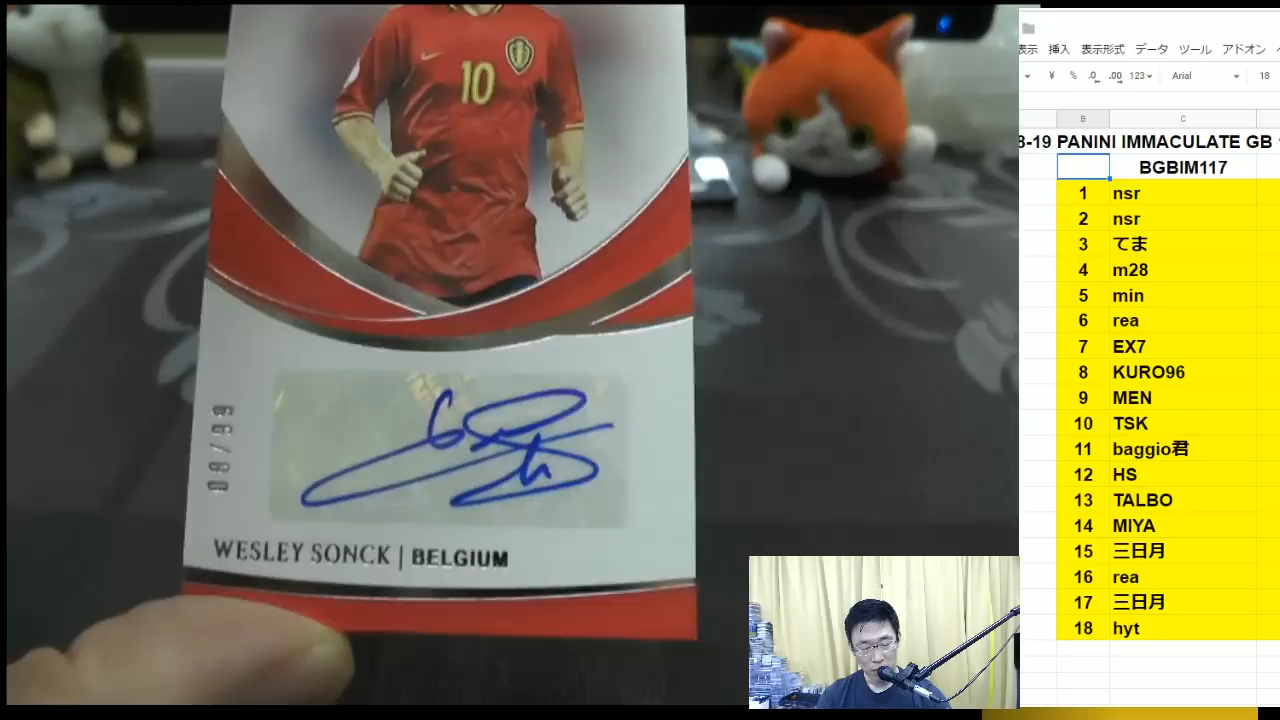 10
08/99
WESLEY SONCK | BELGIUM
表示 挿入 表示形式 データ ツール アドオン
¥ % .0 .00 123 Arial 18
B C
8-19 PANINI IMMACULATE GB
BGBIM117
1 nsr
2 nsr
3 てま
4 m28
5 min
6 rea
7 EX7
8 KURO96
9 MEN
10 TSK
11 baggio君
12 HS
13 TALBO
14 MIYA
15 三日月
16 rea
17 三日月
18 hyt